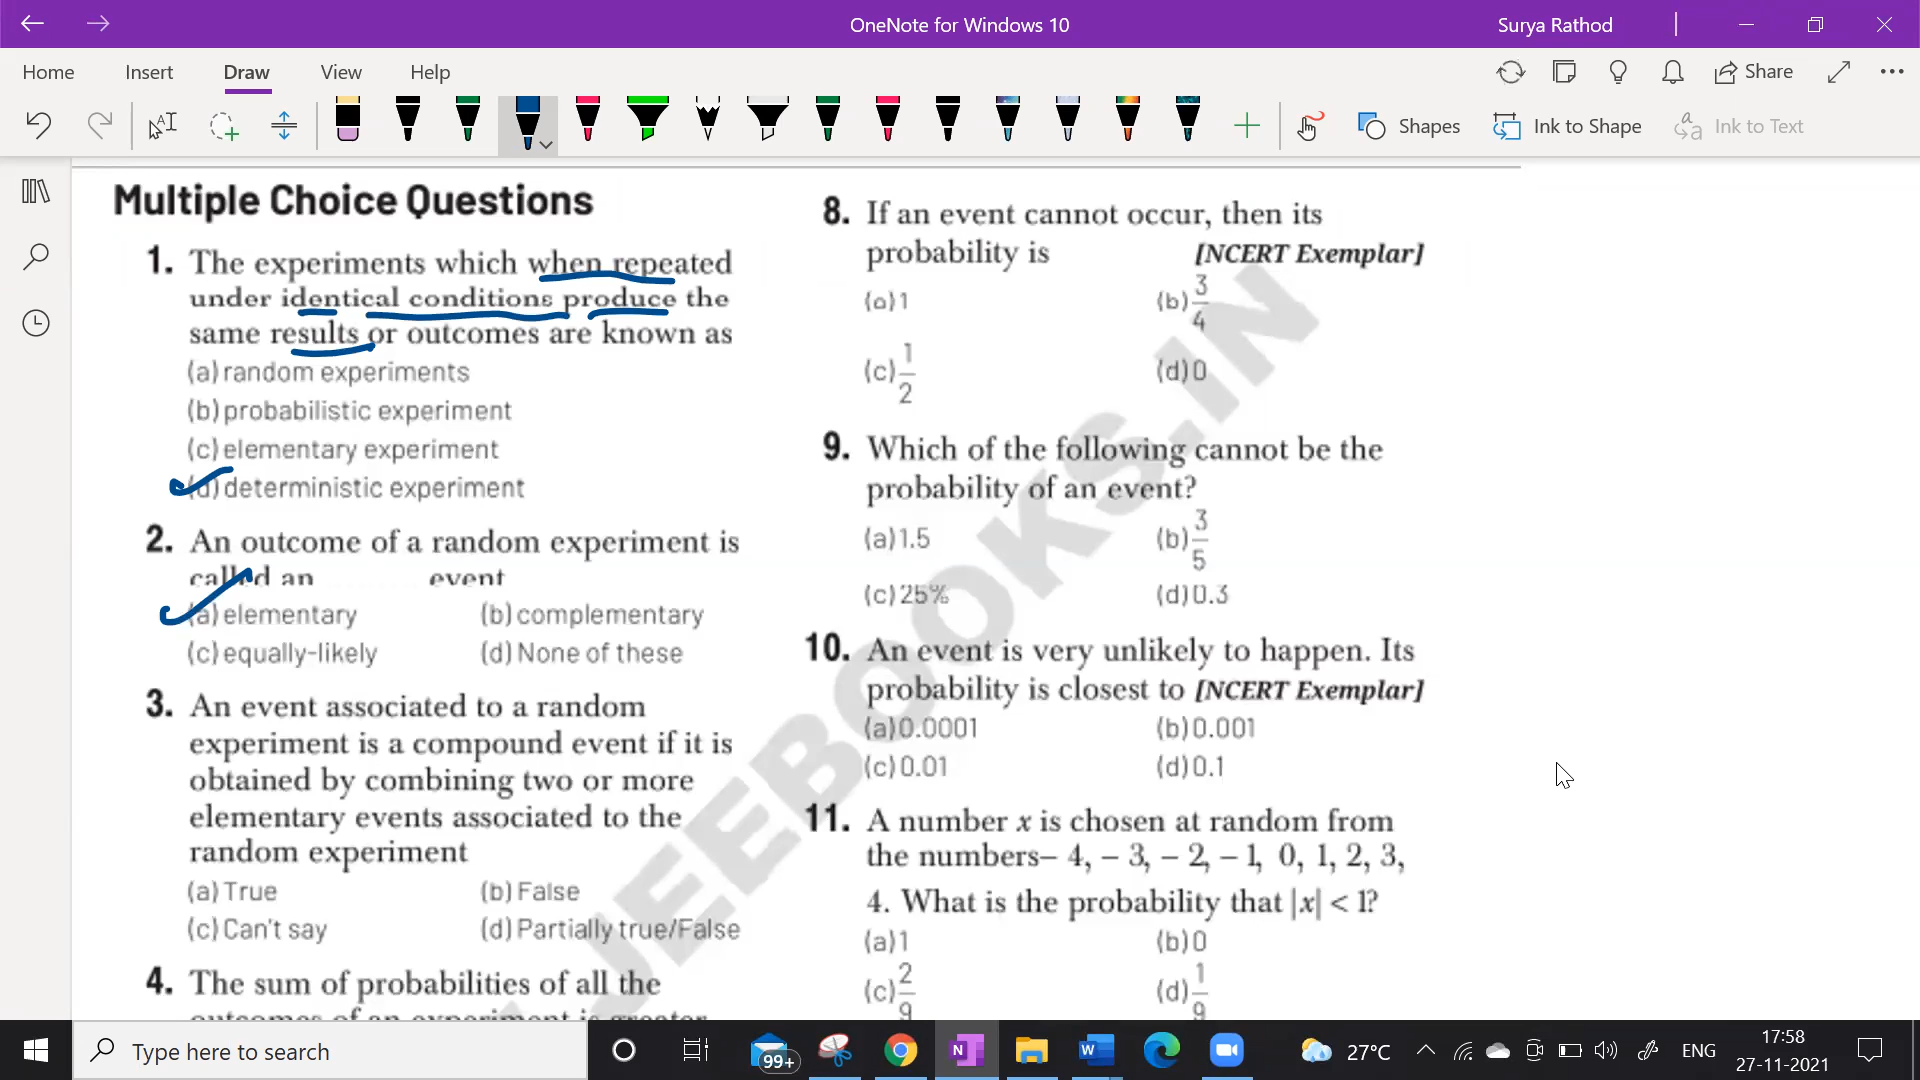 OneNote for Windows 10
Surya Rathod
Home
Insert
Draw
View
Help
Share
Shapes
Ink to Shape
Ink to Text
Multiple Choice Questions
1. The experiments which when repeated
under identical conditions produce the
same results or outcomes are known as
(a) random experiments
(b) probabilistic experiment
(c) elementary experiment
(d) deterministic experiment
2. An outcome of a random experiment is
called an event
(a) elementary (b) complementary
(c) equally-likely (d) None of these
3. An event associated to a random
experiment is a compound event if it is
obtained by combining two or more
elementary events associated to the
random experiment
(a) True (b) False
(c) Can't say (d) Partially true/False
4. The sum of probabilities of all the
outcomes of an experiment is greater
8. If an event cannot occur, then its
probability is [NCERT Exemplar]
(a) 1 (b) 3/4
(c) 1/2 (d) 0
9. Which of the following cannot be the
probability of an event?
(a) 1.5 (b) 3/5
(c) 25% (d) 0.3
10. An event is very unlikely to happen. Its
probability is closest to [NCERT Exemplar]
(a) 0.0001 (b) 0.001
(c) 0.01 (d) 0.1
11. A number x is chosen at random from
the numbers– 4, – 3, – 2, – 1, 0, 1, 2, 3,
4. What is the probability that |x| < 1?
(a) 1 (b) 0
(c) 2/9 (d) 1/9
JEEBOOKS.IN
Type here to search
99+
27°C
ENG
17:58
27-11-2021